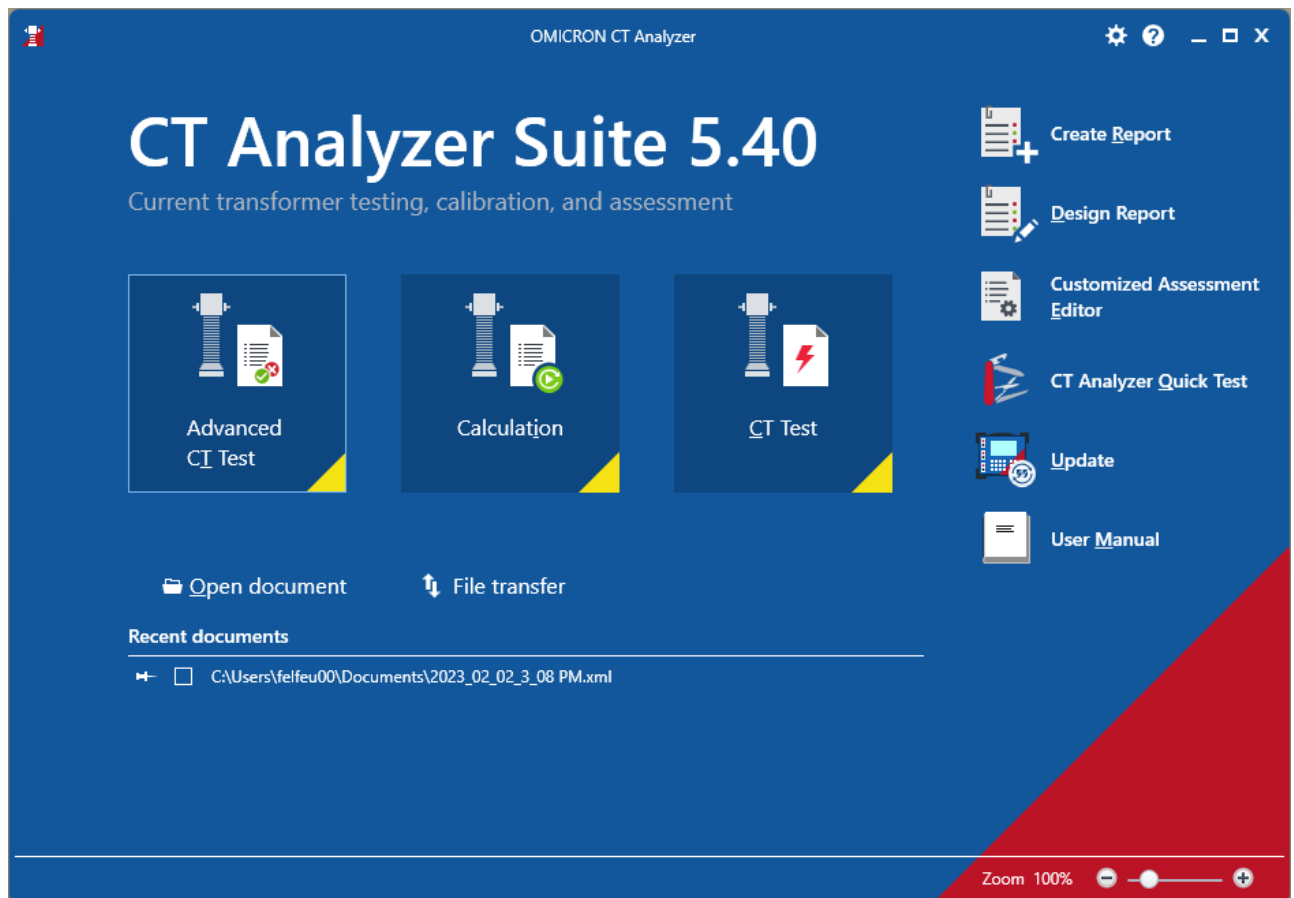 OMICRON CT Analyzer
CT Analyzer Suite 5.40
Current transformer testing, calibration, and assessment
Advanced
CT Test
Calculation
CT Test
Open document
File transfer
Recent documents
C:\Users\felfeu00\Documents\2023_02_02_3_08 PM.xml
Create Report
Design Report
Customized Assessment
Editor
CT Analyzer Quick Test
Update
User Manual
Zoom 100%